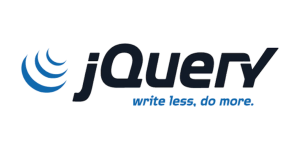 jQuery
write less, do more.